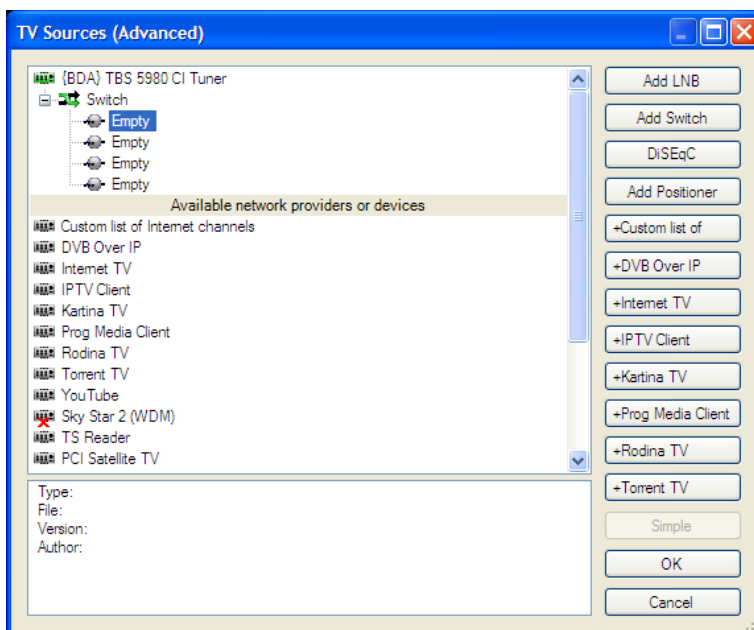 TV Sources (Advanced)
{BDA} TBS 5980 CI Tuner
Switch
Empty
Empty
Empty
Empty
Available network providers or devices
Custom list of Internet channels
DVB Over IP
Internet TV
IPTV Client
Kartina TV
Prog Media Client
Rodina TV
Torrent TV
YouTube
Sky Star 2 (WDM)
TS Reader
PCI Satellite TV
Type:
File:
Version:
Author:
Add LNB
Add Switch
DiSEqC
Add Positioner
+Custom list of
+DVB Over IP
+Internet TV
+IPTV Client
+Kartina TV
+Prog Media Client
+Rodina TV
+Torrent TV
Simple
OK
Cancel